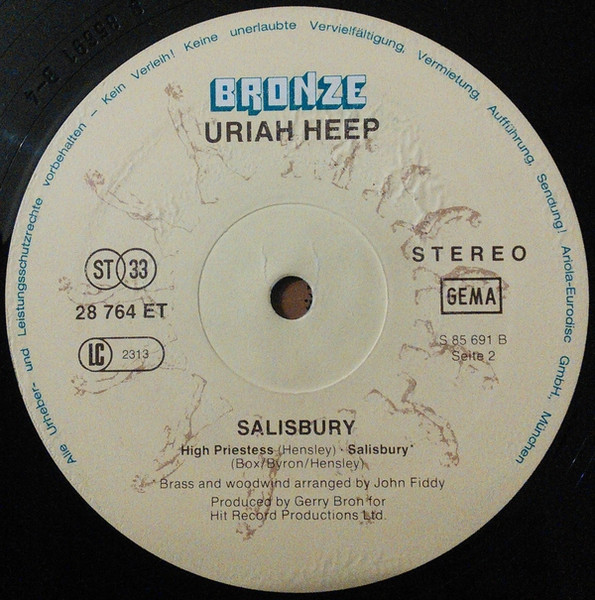 Alle Urheber- und Leistungsschutzrechte vorbehalten – Kein Verleih! Keine unerlaubte Vervielfältigung, Vermietung, Aufführung, Sendung! Ariola-Eurodisc GmbH, München
BRONZE
URIAH HEEP
ST 33
STEREO
28 764 ET
GEMA
LC 2313
S 85 691 B
Seite 2
SALISBURY
High Priestess (Hensley) · Salisbury*
(Box/Byron/Hensley)
*Brass and woodwind arranged by John Fiddy
Produced by Gerry Bron for
Hit Record Productions Ltd.